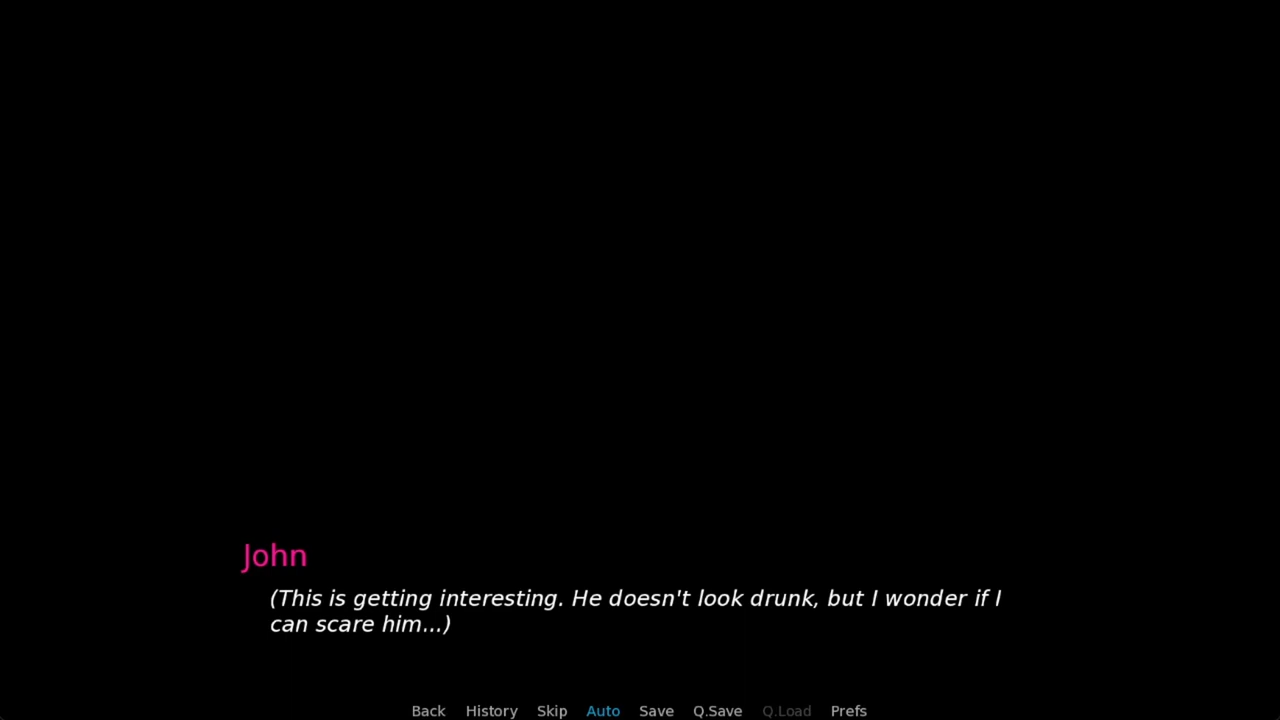 John
(This is getting interesting. He doesn't look drunk, but I wonder if I
can scare him...)
Back History Skip Auto Save Q.Save Q.Load Prefs